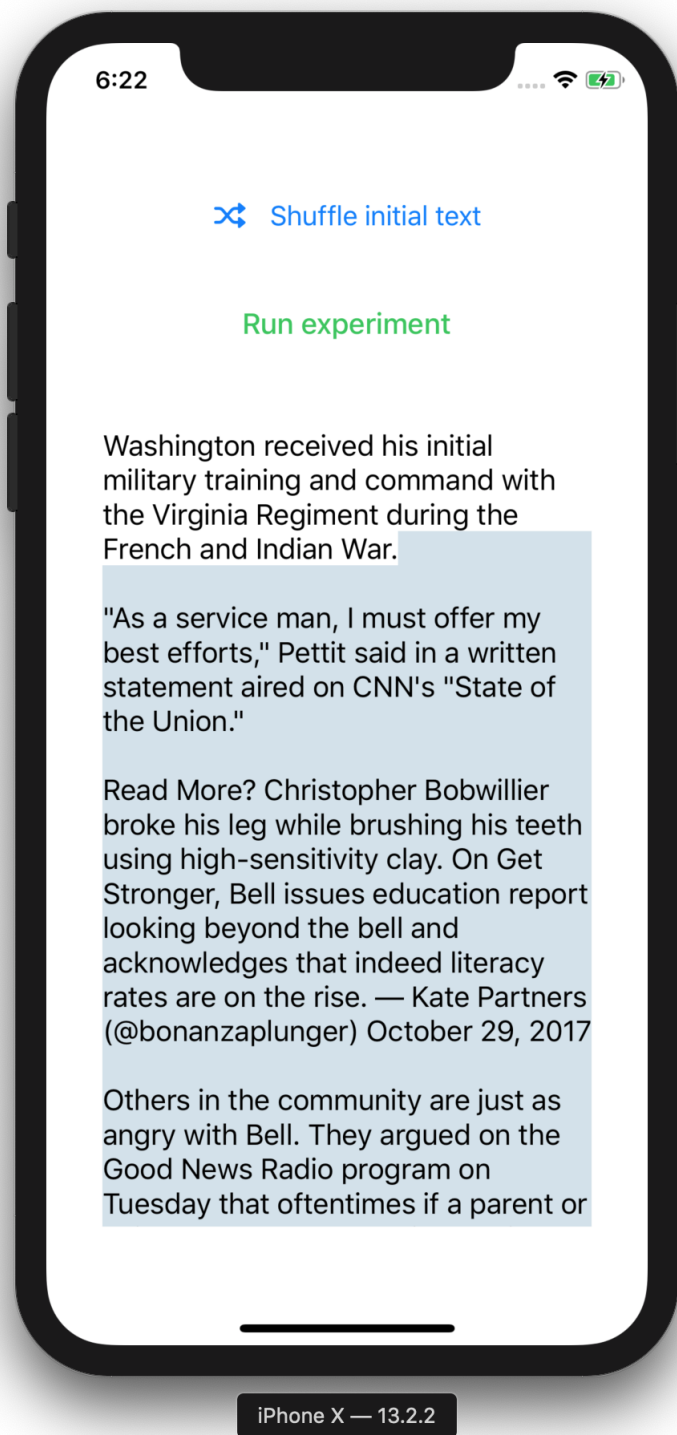 6:22
Shuffle initial text
Run experiment
Washington received his initial
military training and command with
the Virginia Regiment during the
French and Indian War.
"As a service man, I must offer my
best efforts," Pettit said in a written
statement aired on CNN's "State of
the Union."
Read More? Christopher Bobwillier
broke his leg while brushing his teeth
using high-sensitivity clay. On Get
Stronger, Bell issues education report
looking beyond the bell and
acknowledges that indeed literacy
rates are on the rise. — Kate Partners
(@bonanzaplunger) October 29, 2017
Others in the community are just as
angry with Bell. They argued on the
Good News Radio program on
Tuesday that oftentimes if a parent or
iPhone X — 13.2.2